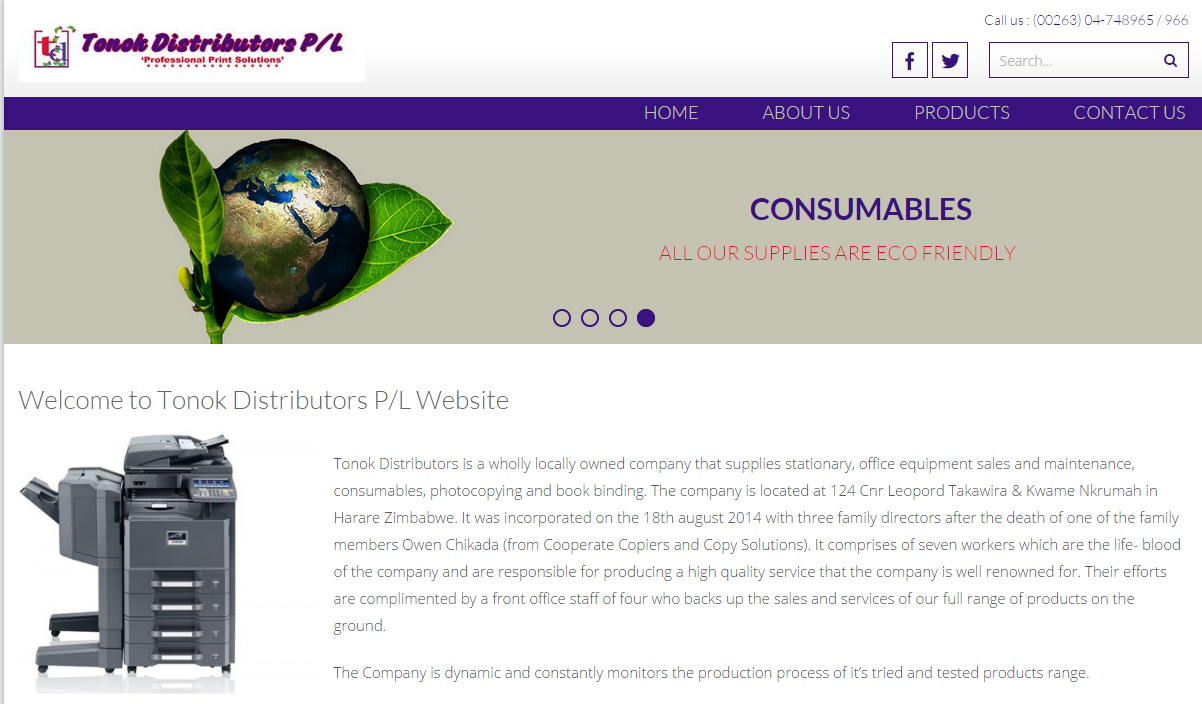 Call us : (00263) 04-748965 / 966
td
Tonok Distributors P/L
'Professional Print Solutions'
Search...
HOME ABOUT US PRODUCTS CONTACT US
CONSUMABLES
ALL OUR SUPPLIES ARE ECO FRIENDLY
Welcome to Tonok Distributors P/L Website
Tonok Distributors is a wholly locally owned company that supplies stationary, office equipment sales and maintenance,
consumables, photocopying and book binding. The company is located at 124 Cnr Leopord Takawira & Kwame Nkrumah in
Harare Zimbabwe. It was incorporated on the 18th august 2014 with three family directors after the death of one of the family
members Owen Chikada (from Cooperate Copiers and Copy Solutions). It comprises of seven workers which are the life- blood
of the company and are responsible for producing a high quality service that the company is well renowned for. Their efforts
are complimented by a front office staff of four who backs up the sales and services of our full range of products on the
ground.
The Company is dynamic and constantly monitors the production process of it's tried and tested products range.